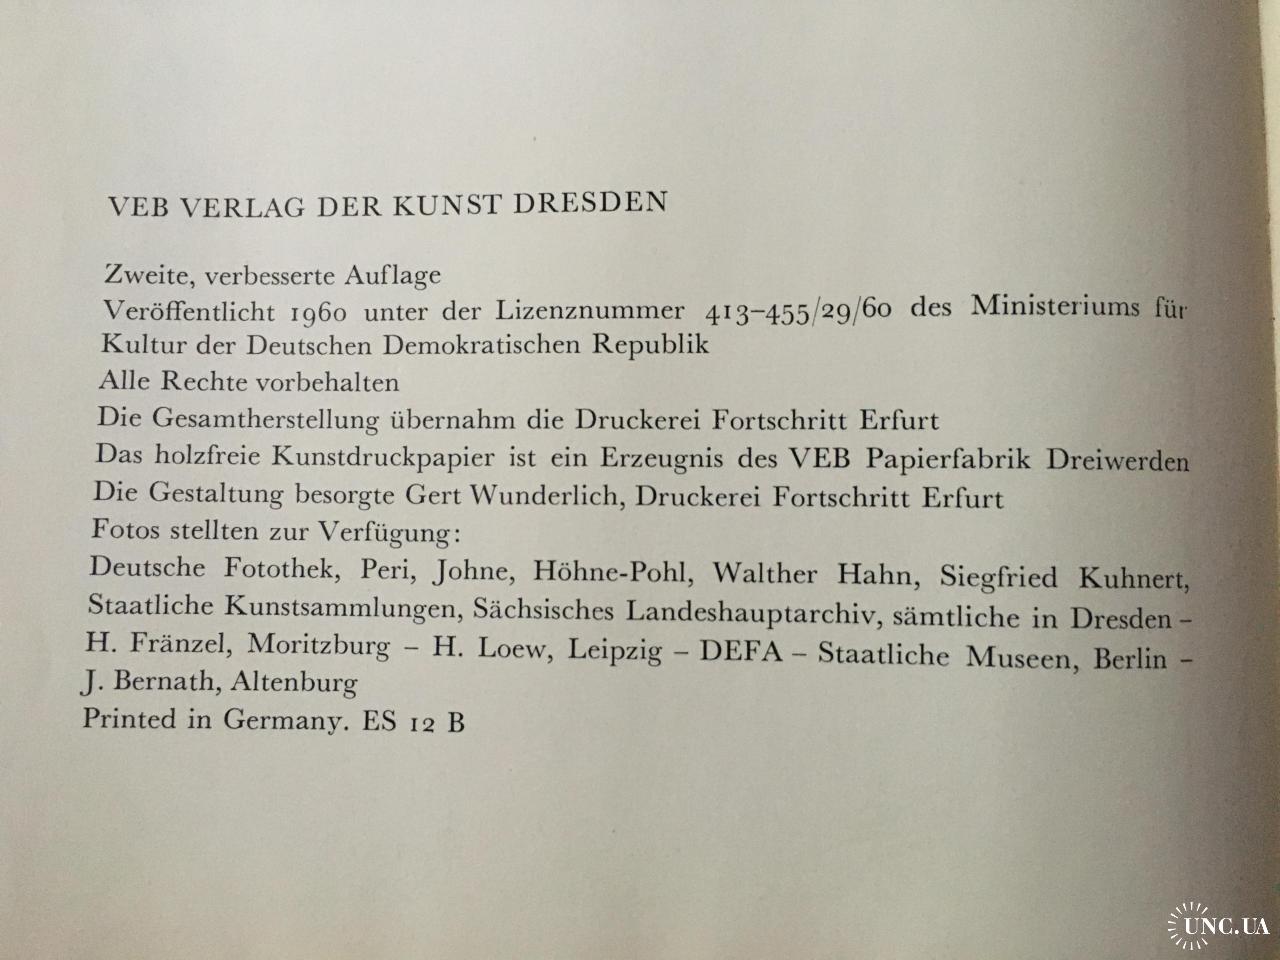 VEB VERLAG DER KUNST DRESDEN
Zweite, verbesserte Auflage
Veröffentlicht 1960 unter der Lizenznummer 413–455/29/60 des Ministeriums für
Kultur der Deutschen Demokratischen Republik
Alle Rechte vorbehalten
Die Gesamtherstellung übernahm die Druckerei Fortschritt Erfurt
Das holzfreie Kunstdruckpapier ist ein Erzeugnis des VEB Papierfabrik Dreiwerden
Die Gestaltung besorgte Gert Wunderlich, Druckerei Fortschritt Erfurt
Fotos stellten zur Verfügung:
Deutsche Fotothek, Peri, Johne, Höhne-Pohl, Walther Hahn, Siegfried Kuhnert,
Staatliche Kunstsammlungen, Sächsisches Landeshauptarchiv, sämtliche in Dresden –
H. Fränzel, Moritzburg – H. Loew, Leipzig – DEFA – Staatliche Museen, Berlin –
J. Bernath, Altenburg
Printed in Germany. ES 12 B
UNC.UA